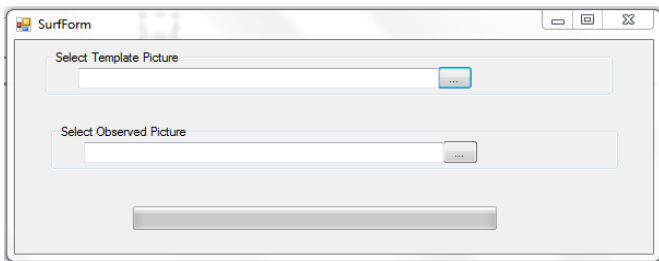 SurfForm
Select Template Picture
...
Select Observed Picture
...